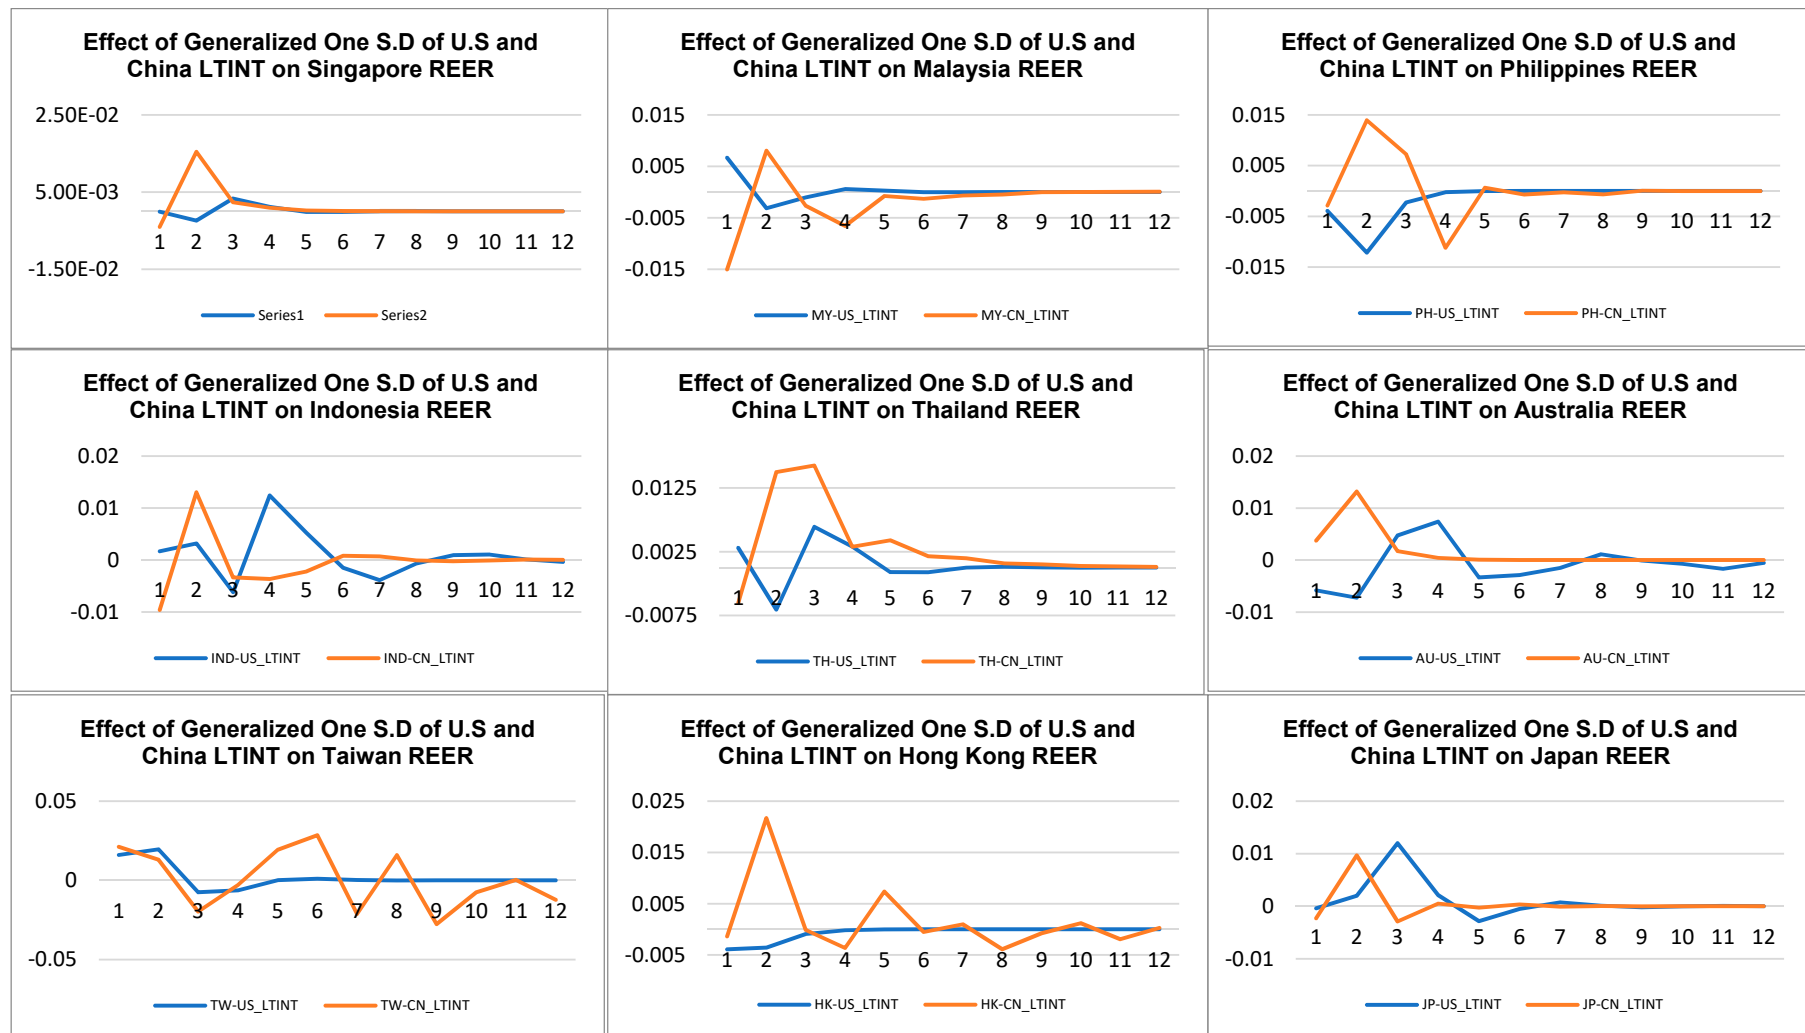 Effect of Generalized One S.D of U.S and
China LTINT on Singapore REER
2.50E-02
5.00E-03
-1.50E-02
1 2 3 4 5 6 7 8 9 10 11 12
Series1 Series2
Effect of Generalized One S.D of U.S and
China LTINT on Malaysia REER
0.015
0.005
-0.005
-0.015
1 2 3 4 5 6 7 8 9 10 11 12
MY-US_LTINT MY-CN_LTINT
Effect of Generalized One S.D of U.S and
China LTINT on Philippines REER
0.015
0.005
-0.005
-0.015
1 2 3 4 5 6 7 8 9 10 11 12
PH-US_LTINT PH-CN_LTINT
Effect of Generalized One S.D of U.S and
China LTINT on Indonesia REER
0.02
0.01
0
-0.01
1 2 3 4 5 6 7 8 9 10 11 12
IND-US_LTINT IND-CN_LTINT
Effect of Generalized One S.D of U.S and
China LTINT on Thailand REER
0.0125
0.0025
-0.0075
1 2 3 4 5 6 7 8 9 10 11 12
TH-US_LTINT TH-CN_LTINT
Effect of Generalized One S.D of U.S and
China LTINT on Australia REER
0.02
0.01
0
-0.01
1 2 3 4 5 6 7 8 9 10 11 12
AU-US_LTINT AU-CN_LTINT
Effect of Generalized One S.D of U.S and
China LTINT on Taiwan REER
0.05
0
-0.05
1 2 3 4 5 6 7 8 9 10 11 12
TW-US_LTINT TW-CN_LTINT
Effect of Generalized One S.D of U.S and
China LTINT on Hong Kong REER
0.025
0.015
0.005
-0.005
1 2 3 4 5 6 7 8 9 10 11 12
HK-US_LTINT HK-CN_LTINT
Effect of Generalized One S.D of U.S and
China LTINT on Japan REER
0.02
0.01
0
-0.01
1 2 3 4 5 6 7 8 9 10 11 12
JP-US_LTINT JP-CN_LTINT